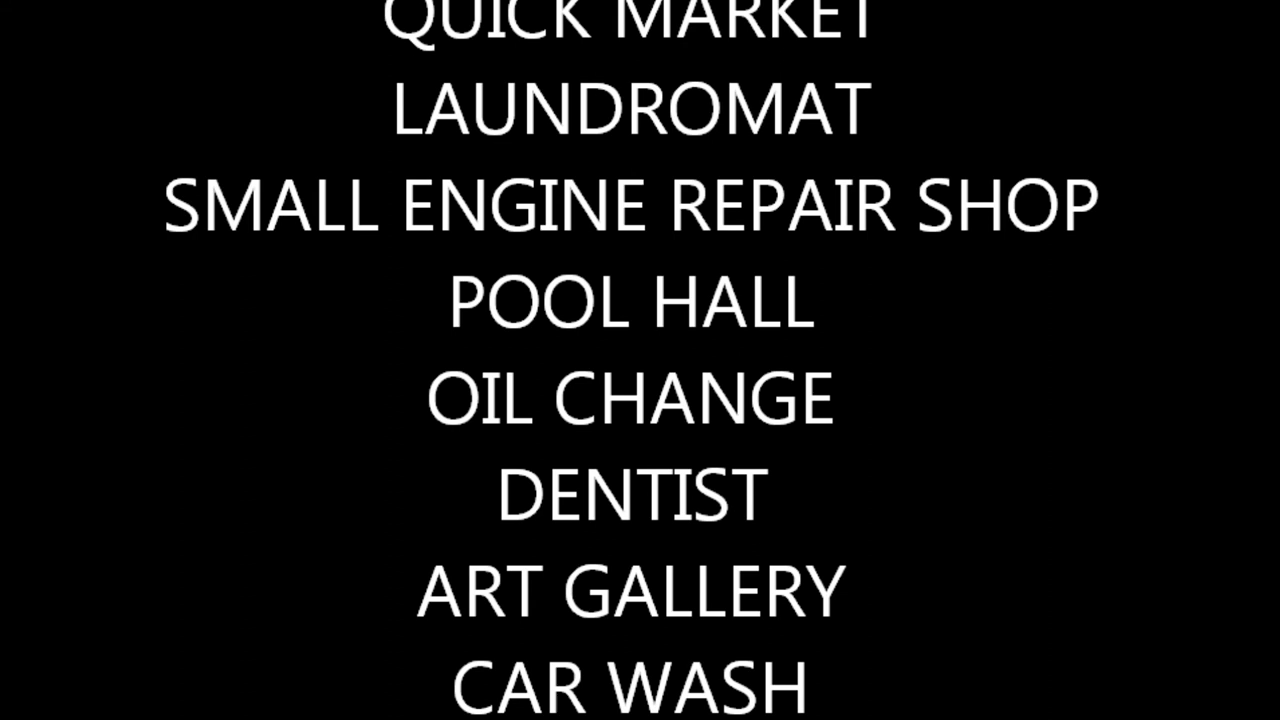 QUICK MARKET
LAUNDROMAT
SMALL ENGINE REPAIR SHOP
POOL HALL
OIL CHANGE
DENTIST
ART GALLERY
CAR WASH